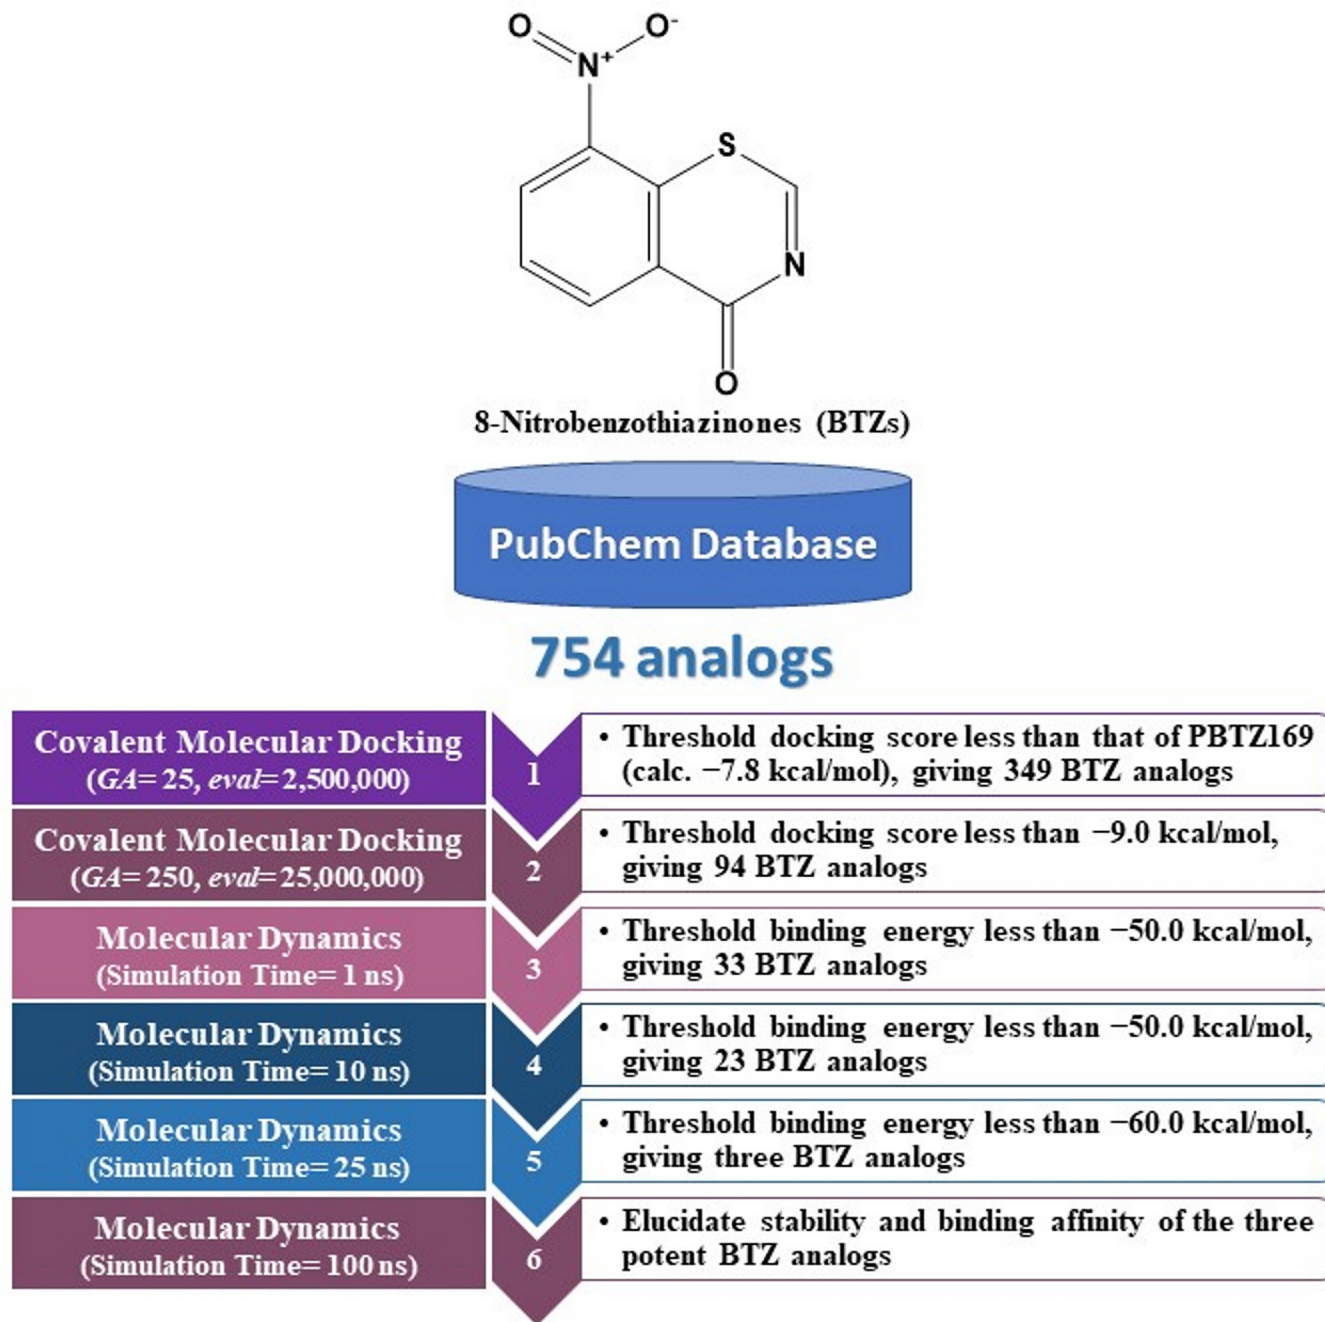 O
O-
N+
S
N
O
8-Nitrobenzothiazinones (BTZs)
PubChem Database
754 analogs
Covalent Molecular Docking
(GA= 25, eval=2,500,000)
1
• Threshold docking score less than that of PBTZ169
(calc. −7.8 kcal/mol), giving 349 BTZ analogs
Covalent Molecular Docking
(GA= 250, eval=25,000,000)
2
• Threshold docking score less than −9.0 kcal/mol,
giving 94 BTZ analogs
Molecular Dynamics
(Simulation Time= 1 ns)
3
• Threshold binding energy less than −50.0 kcal/mol,
giving 33 BTZ analogs
Molecular Dynamics
(Simulation Time= 10 ns)
4
• Threshold binding energy less than −50.0 kcal/mol,
giving 23 BTZ analogs
Molecular Dynamics
(Simulation Time= 25 ns)
5
• Threshold binding energy less than −60.0 kcal/mol,
giving three BTZ analogs
Molecular Dynamics
(Simulation Time= 100 ns)
6
• Elucidate stability and binding affinity of the three
potent BTZ analogs